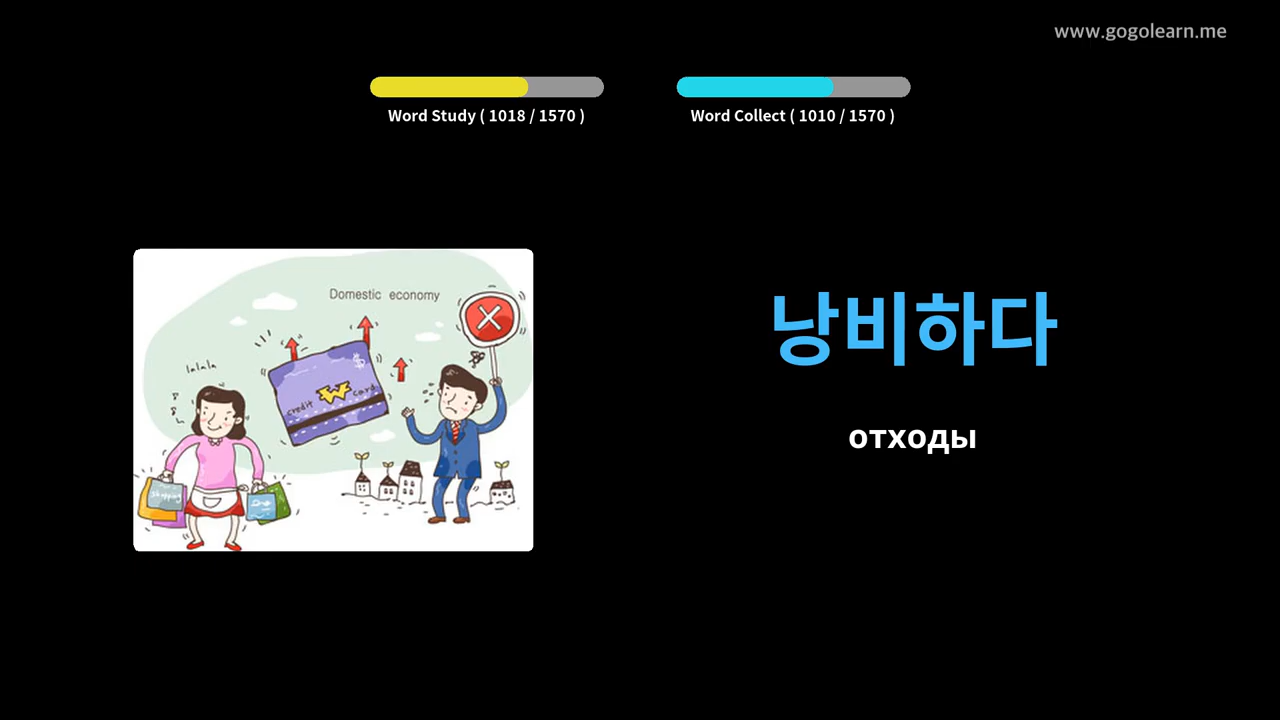 www.gogolearn.me
Word Study ( 1018 / 1570 )
Word Collect ( 1010 / 1570 )
Domestic economy
lalala
$
W
credit card
shopping
낭비하다
отходы